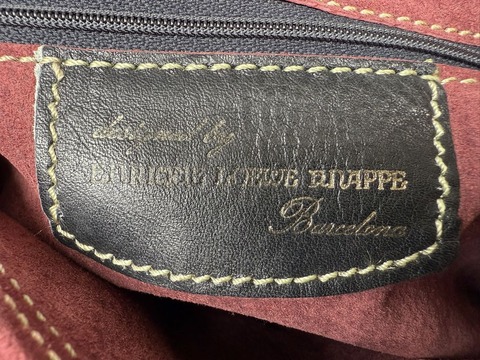 designed by
ENRIQUE LOEWE KNAPPE
Barcelona